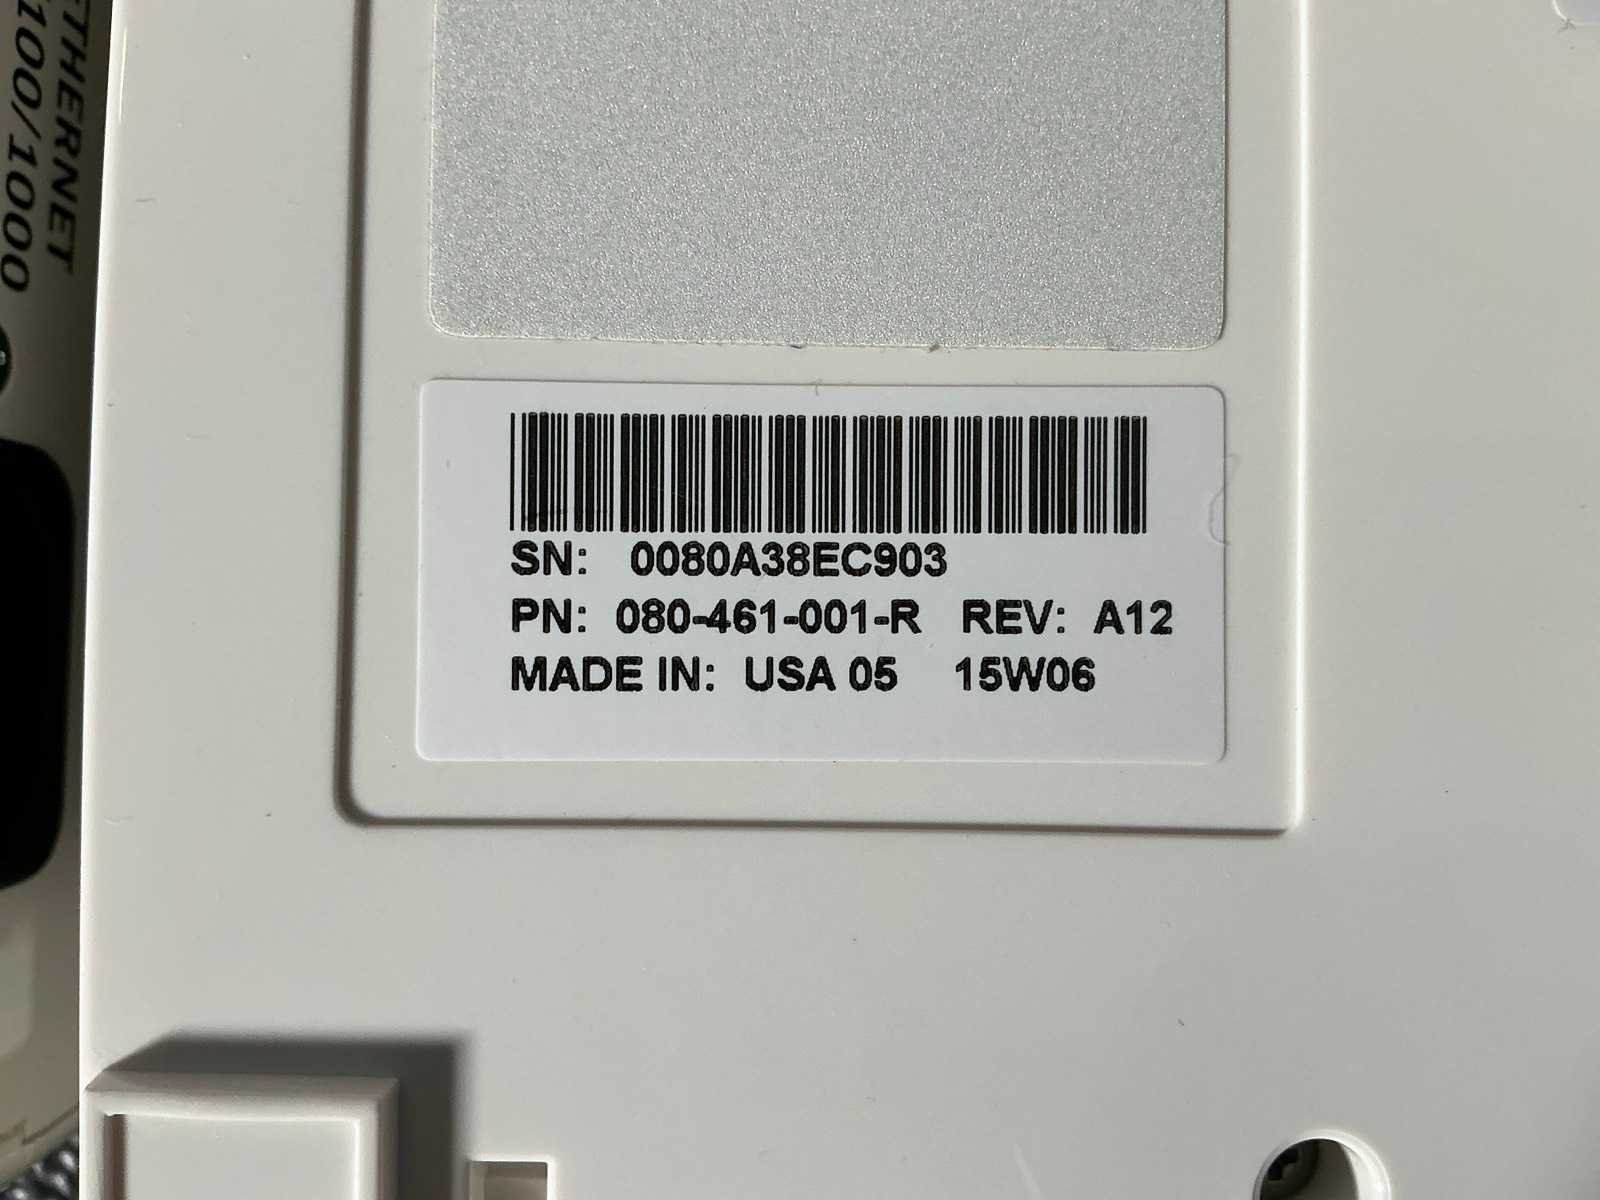 ETHERNET
100/1000
SN: 0080A38EC903
PN: 080-461-001-R REV: A12
MADE IN: USA 05 15W06